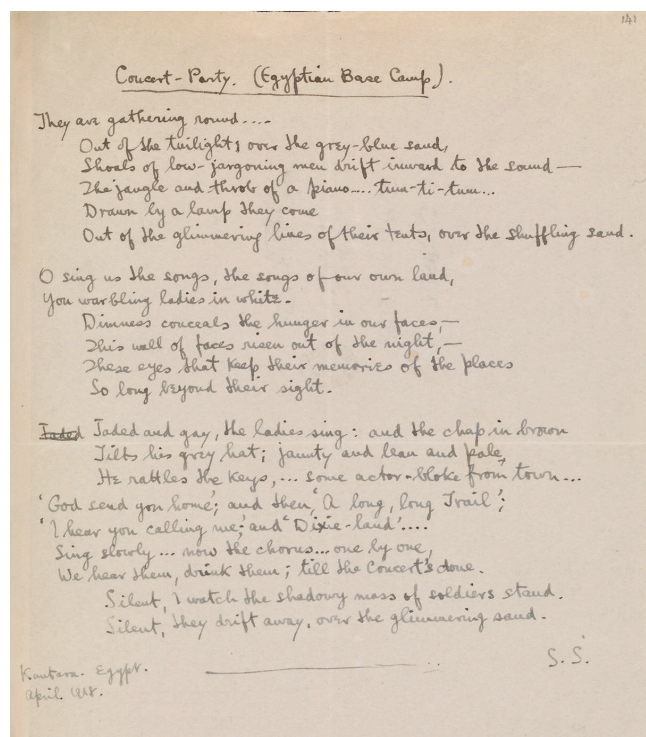 141
Concert-Party. (Egyptian Base Camp).
They are gathering round....
Out of the twilight; over the grey-blue sand,
Shoals of low-jargoning men drift inward to the sound —
The jangle and throb of a piano.... tum-ti-tum...
Drawn by a lamp they come
Out of the glimmering lines of their tents, over the shuffling sand.
O sing us the songs, the songs of our own land,
You warbling ladies in white.
Dimness conceals the hunger in our faces,—
This wall of faces risen out of the night,—
These eyes that keep their memories of the places
So long beyond their sight.
Jaded Jaded and gay, the ladies sing: and the chap in brown
Tilts his grey hat; jaunty and lean and pale,
He rattles the keys,... some actor-bloke from town...
'God send you home'; and then, 'A long, long Trail';
'I hear you calling me'; and 'Dixie-land'....
Sing slowly... now the chorus... one by one,
We hear them, drink them; till the Concert's done.
Silent, I watch the shadowy mass of soldiers stand.
Silent, they drift away, over the glimmering sand.
S.S.
Kantara. Egypt.
April. 1918.